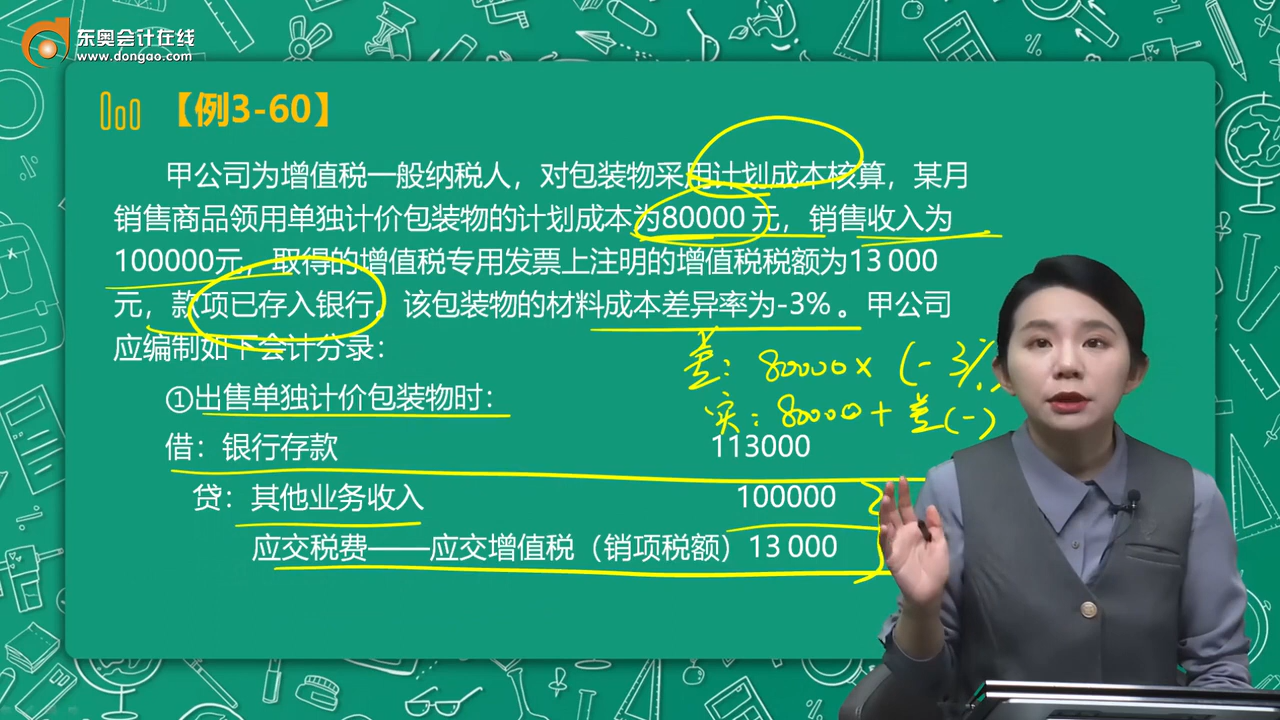 东奥会计在线
www.dongao.com
【例3-60】
甲公司为增值税一般纳税人，对包装物采用计划成本核算，某月
销售商品领用单独计价包装物的计划成本为80000元，销售收入为
100000元，取得的增值税专用发票上注明的增值税税额为13 000
元，款项已存入银行。该包装物的材料成本差异率为-3%。甲公司
应编制如下会计分录：
差：80000×（-3%）
①出售单独计价包装物时：
实：80000+差(-)
借：银行存款 113000
贷：其他业务收入 100000
应交税费——应交增值税（销项税额）13 000